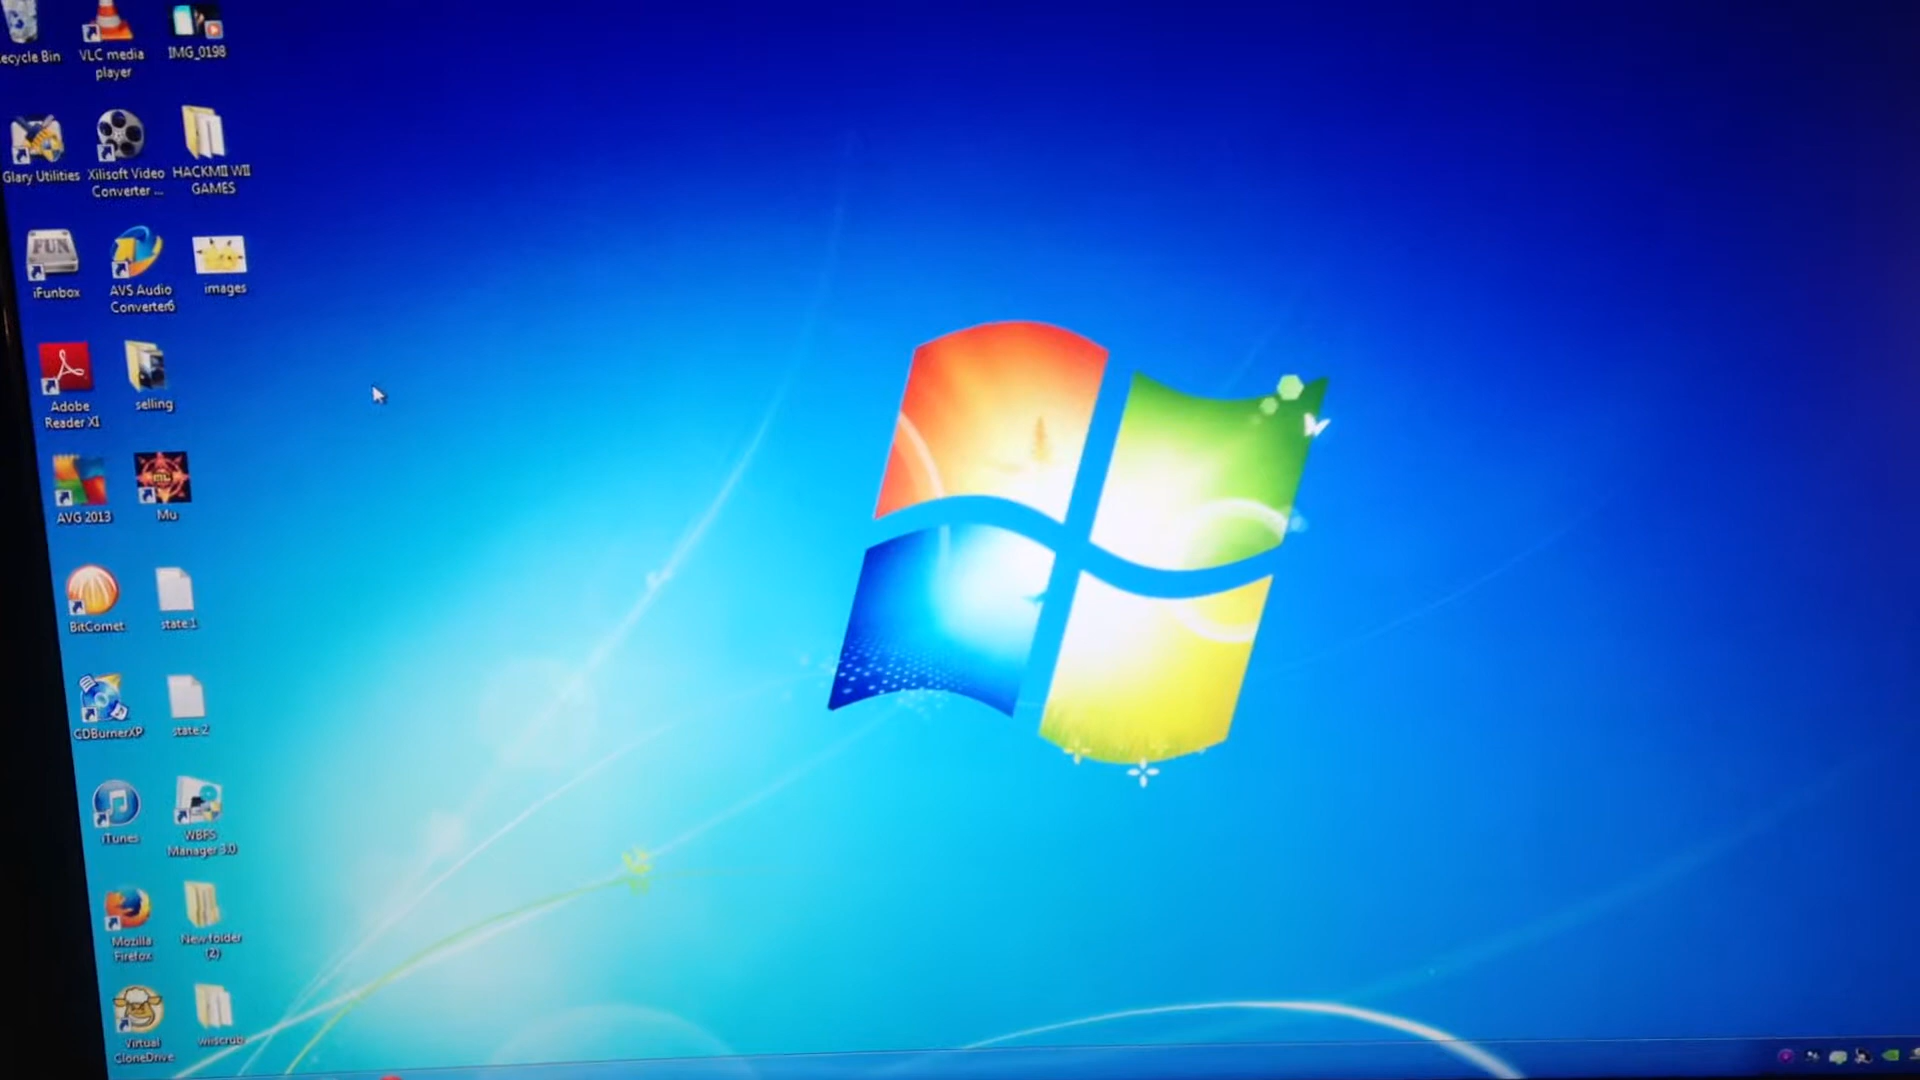 ecycle Bin
VLC media
player
IMG_0198
Glary Utilities
Xilisoft Video
Converter ...
HACKMII WII
GAMES
FUN
iFunbox
AVS Audio
Converter6
images
Adobe
Reader XI
selling
AVG 2013
Mu
BitComet
state 1
CDBurnerXP
state 2
iTunes
WBFS
Manager 3.0
Mozilla
Firefox
New folder
(2)
Virtual
CloneDrive
wiiscrub